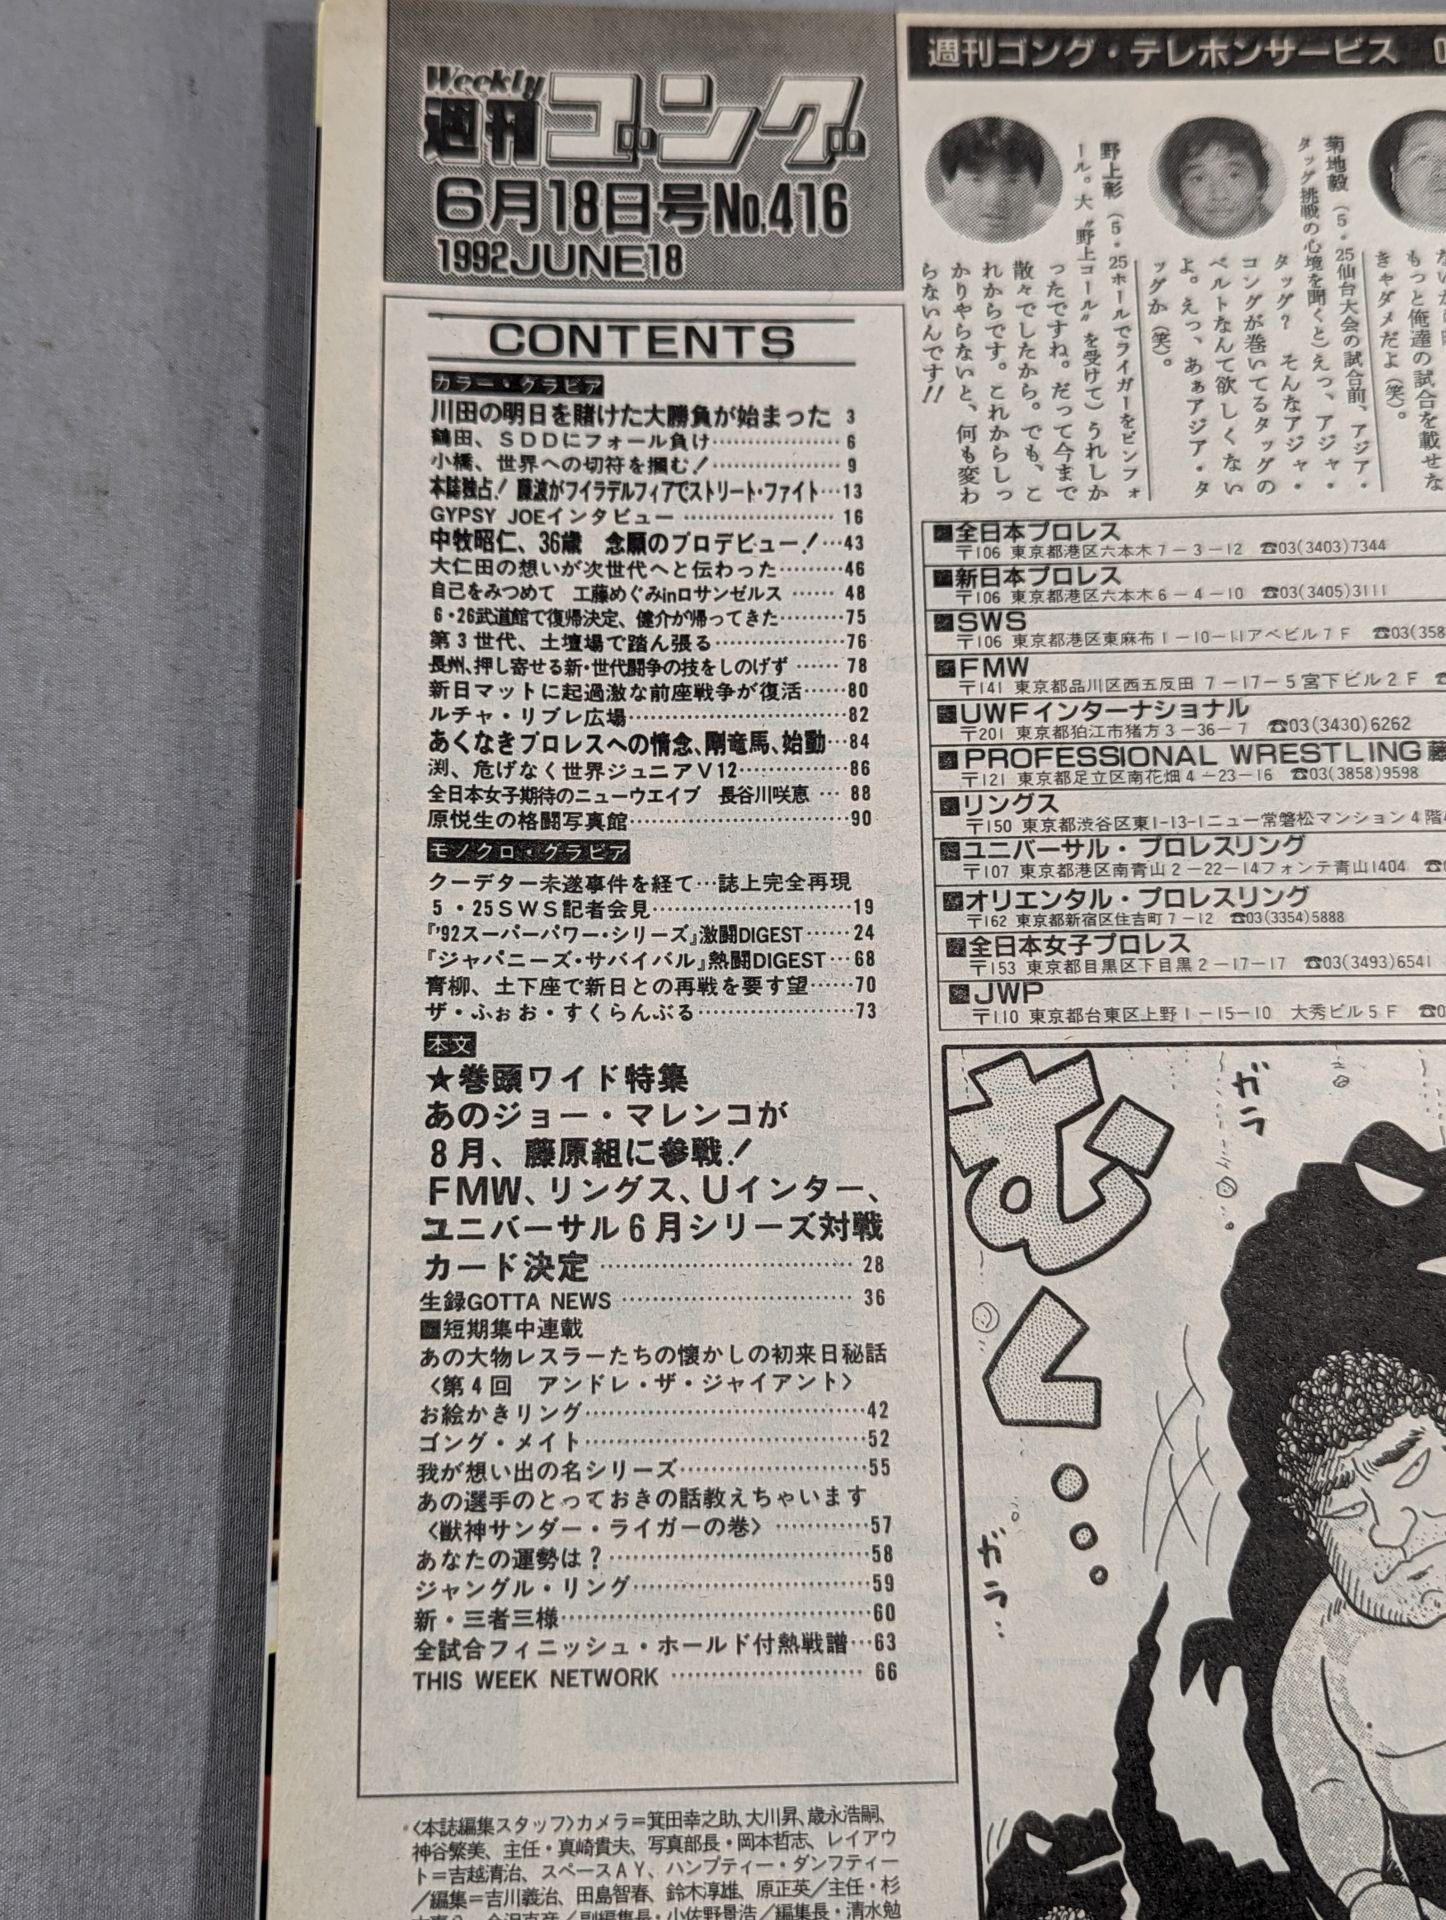 Weekly
週刊ゴング
6月18日号No.416
1992JUNE18
CONTENTS
カラー・グラビア
川田の明日を賭けた大勝負が始まった 3
鶴田、SDDにフォール負け…………………6
小橋、世界への切符を掴む！…………………9
本誌独占！ 藤波がフィラデルフィアでストリート・ファイト…13
GYPSY JOEインタビュー…………………16
中牧昭仁、36歳 念願のプロデビュー！…43
大仁田の想いが次世代へと伝わった………46
自己をみつめて 工藤めぐみinロサンゼルス……48
6・26武道館で復帰決定、健介が帰ってきた………75
第3世代、土壇場で踏ん張る………………76
長州、押し寄せる新・世代闘争の技をしのげず……78
新日マットに起過激な前座戦争が復活……80
ルチャ・リブレ広場……………………………82
あくなきプロレスへの情念、剛竜馬、始動…84
渕、危げなく世界ジュニアV12……………86
全日本女子期待のニューウエイブ 長谷川咲恵…88
原悦生の格闘写真館……………………………90
モノクロ・グラビア
クーデター未遂事件を経て…誌上完全再現
5・25SWS記者会見…………………………19
『'92スーパーパワー・シリーズ』激闘DIGEST……24
『ジャパニーズ・サバイバル』熱闘DIGEST…68
青柳、土下座で新日との再戦を要す望……70
ザ・ふぉお・すくらんぶる……………………73
本文
★巻頭ワイド特集
あのジョー・マレンコが
8月、藤原組に参戦！
FMW、リングス、Uインター、
ユニバーサル6月シリーズ対戦
カード決定…………………………………28
生録GOTTA NEWS…………………………36
短期集中連載
あの大物レスラーたちの懐かしの初来日秘話
〈第4回 アンドレ・ザ・ジャイアント〉
お絵かきリング…………………………………42
ゴング・メイト…………………………………52
我が想い出の名シリーズ………………………55
あの選手のとっておきの話教えちゃいます
〈獣神サンダー・ライガーの巻〉…………57
あなたの運勢は？………………………………58
ジャングル・リング……………………………59
新・三者三様……………………………………60
全試合フィニッシュ・ホールド付熱戦譜…63
THIS WEEK NETWORK………………………66
〈本誌編集スタッフ〉カメラ＝箕田幸之助、大川昇、歳永浩嗣、
神谷繁美、主任・真崎貴夫、写真部長・岡本哲志、レイアウ
ト＝吉越清治、スペースAY、ハンプティー・ダンプティー
／編集＝吉川義治、田島智春、鈴木淳雄、原正英／主任・杉
／副編集長・小佐野景浩／編集長・清水勉
週刊ゴング・テレホンサービス
野上彰（5・25ホールでライガーをピンフォ
ール。大〝野上コール〟を受けて）うれしか
ったですね。だって今まで
散々でしたから。でも、こ
れからです。これからしっ
かりやらないと、何も変わ
らないんです!!
菊地毅（5・25仙台大会の試合前、アジア・
タッグ挑戦の心境を聞くと）えっ、アジャ・
タッグ？ そんなアジャ・
コングが巻いてるタッグの
ベルトなんて欲しくない
よ。えっ、あぁアジア・タ
ッグか（笑）。
もっと俺達の試合を載せな
きゃダメだよ（笑）。
全日本プロレス
〒106 東京都港区六本木7－3－12 ☎03(3403)7344
新日本プロレス
〒106 東京都港区六本木6－4－10 ☎03(3405)3111
SWS
〒106 東京都港区東麻布1－10－11アベビル7F ☎03(358
FMW
〒141 東京都品川区西五反田7－17－5宮下ビル2F ☎
UWFインターナショナル
〒201 東京都狛江市猪方3－36－7 ☎03(3430)6262
PROFESSIONAL WRESTLING藤
〒121 東京都足立区南花畑4－23－16 ☎03(3858)9598
リングス
〒150 東京都渋谷区東1-13-1ニュー常磐松マンション4階
ユニバーサル・プロレスリング
〒107 東京都港区南青山2－22－14フォンテ青山1404 ☎0
オリエンタル・プロレスリング
〒162 東京都新宿区住吉町7－12 ☎03(3354)5888
全日本女子プロレス
〒153 東京都目黒区下目黒2－17－17 ☎03(3493)6541
JWP
〒110 東京都台東区上野1－15－10 大秀ビル5F ☎0
むく…
ガラ
ガラ…